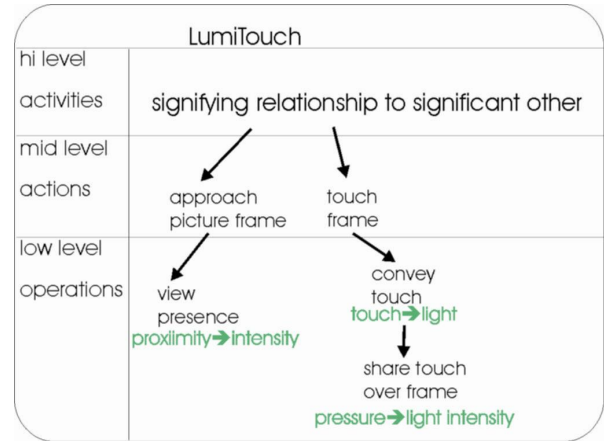 LumiTouch
hi level
activities
signifying relationship to significant other
mid level
actions
approach
picture frame
touch
frame
low level
operations
view
presence
proxiimity➔intensity
convey
touch
touch➔light
share touch
over frame
pressure➔light intensity